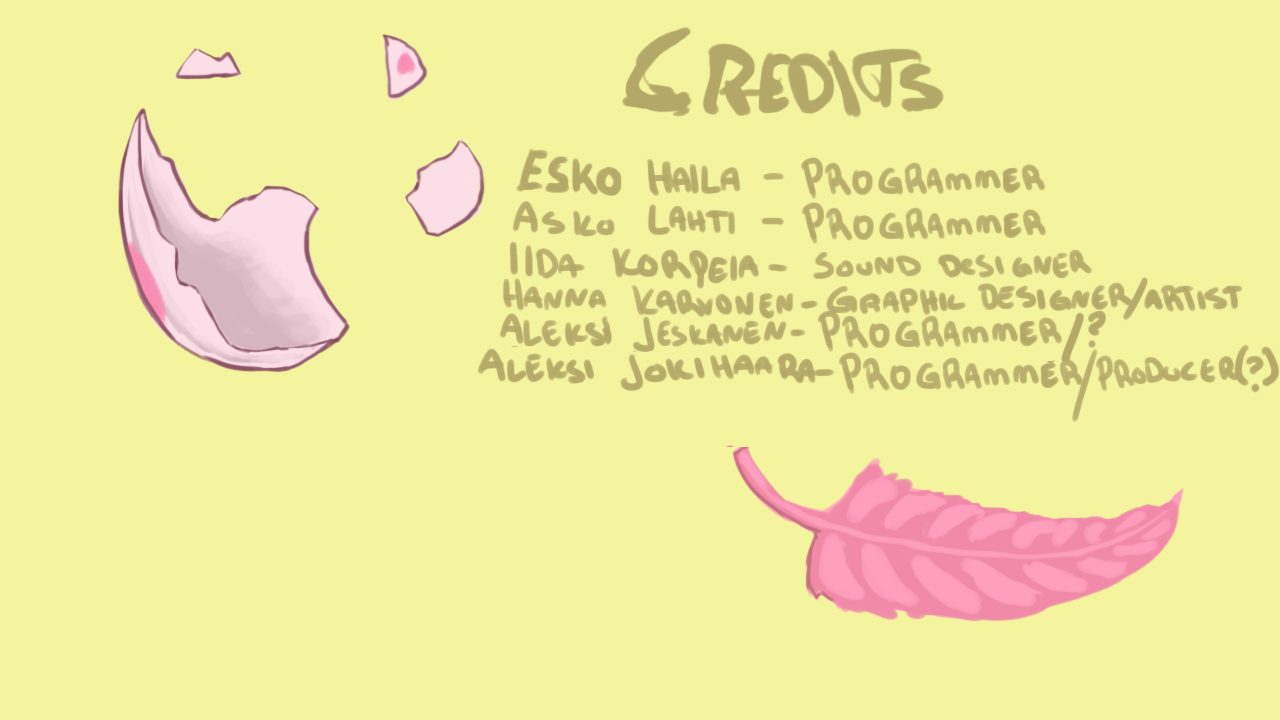 CREDITS
ESKO HAILA - PROGRAMMER
ASKO LAHTI - PROGRAMMER
IIDA KORPEIA - SOUND DESIGNER
HANNA KARVONEN - GRAPHIC DESIGNER/ARTIST
ALEKSI JESKANEN - PROGRAMMER/?
ALEKSI JOKIHAARA - PROGRAMMER/PRODUCER(?)